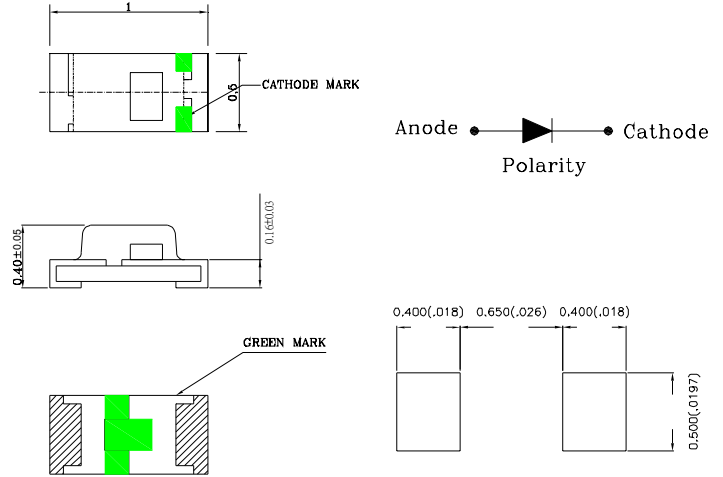 1
0.6
CATHODE MARK
Anode
Cathode
Polarity
0.40±0.05
0.16±0.03
0.400(.018)
0.650(.026)
0.400(.018)
GREEN MARK
0.500(.0197)